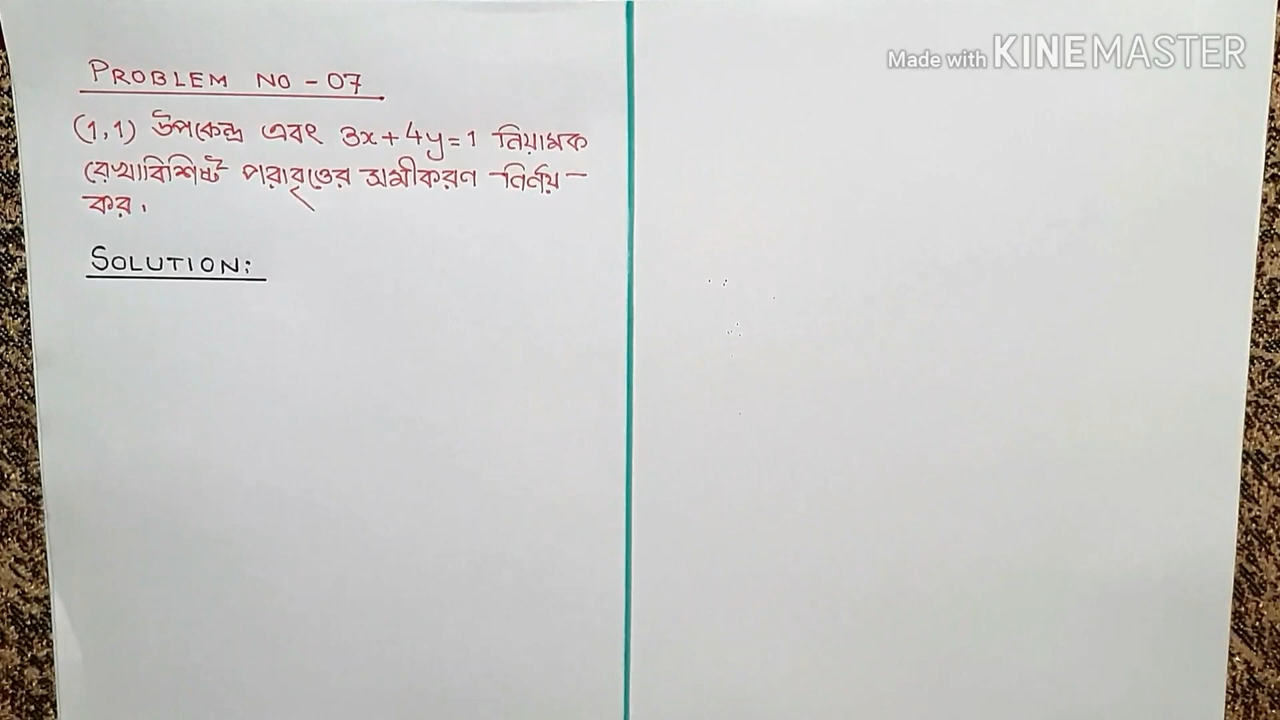 Made with KINEMASTER
PROBLEM NO - 07
(1,1) উপকেন্দ্র এবং 3x+4y=1 নিয়ামক
রেখাবিশিষ্ট পরাবৃত্তের সমীকরণ নির্ণয়
কর।
SOLUTION: